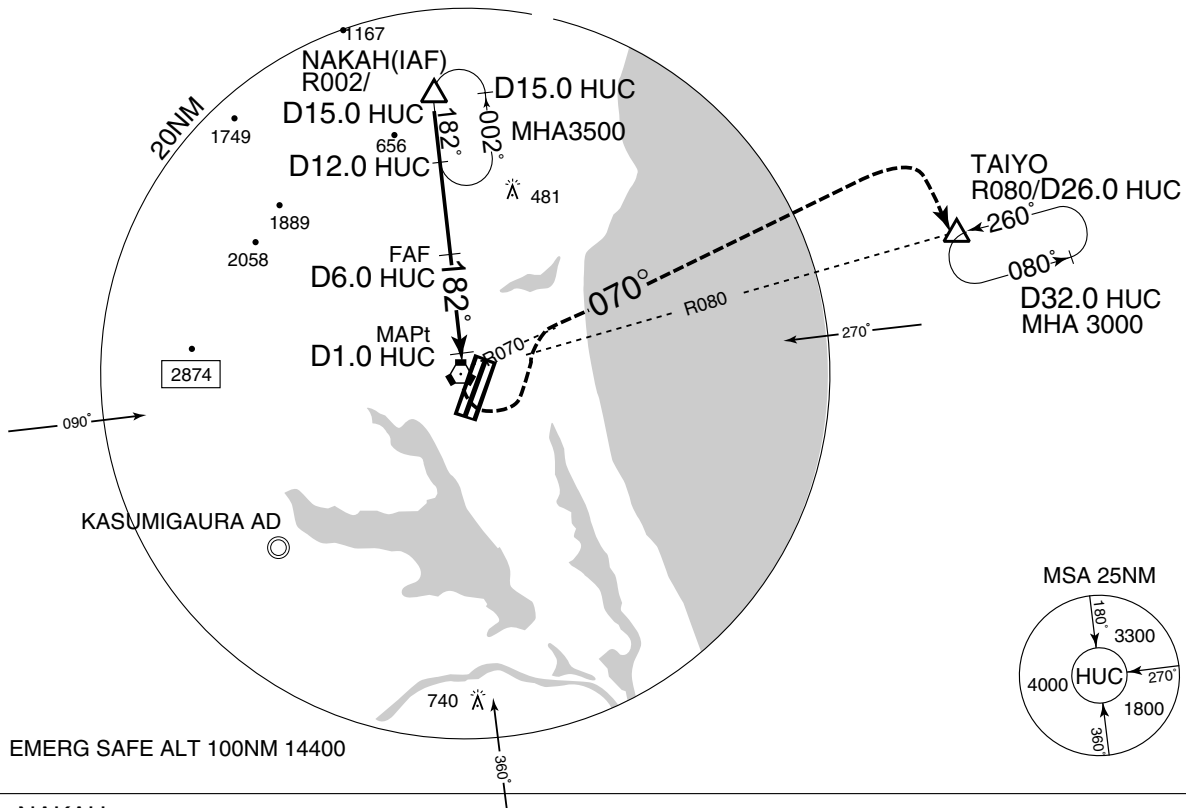 1167
NAKAH(IAF)
R002/
D15.0 HUC
D15.0 HUC
20NM
1749
656
182°
002°
MHA3500
D12.0 HUC
481
TAIYO
R080/D26.0 HUC
1889
260°
2058
FAF
D6.0 HUC
182°
070°
080°
R080
D32.0 HUC
MHA 3000
MAPt
D1.0 HUC
R070
270°
2874
090°
KASUMIGAURA AD
MSA 25NM
180°
3300
4000
HUC
270°
1800
360°
740
EMERG SAFE ALT 100NM 14400
360°